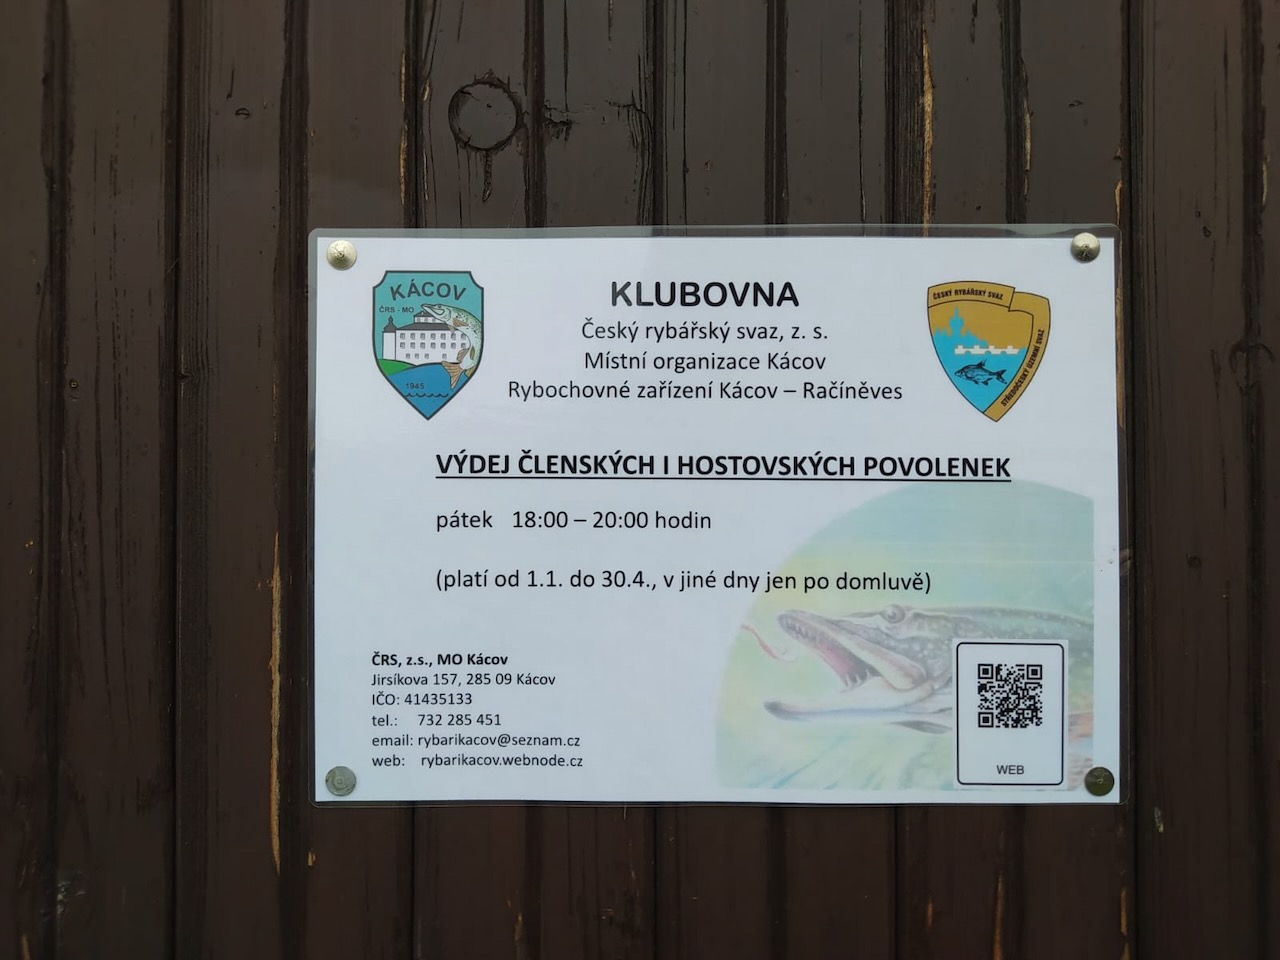 KÁCOV
ČRS - MO
1945
KLUBOVNA
Český rybářský svaz, z. s.
Místní organizace Kácov
Rybochovné zařízení Kácov – Račíněves
ČESKÝ RYBÁŘSKÝ SVAZ
STŘEDOČESKÝ ÚZEMNÍ SVAZ
VÝDEJ ČLENSKÝCH I HOSTOVSKÝCH POVOLENEK
pátek 18:00 – 20:00 hodin
(platí od 1.1. do 30.4., v jiné dny jen po domluvě)
ČRS, z.s., MO Kácov
Jirsíkova 157, 285 09 Kácov
IČO: 41435133
tel.: 732 285 451
email: rybarikacov@seznam.cz
web: rybarikacov.webnode.cz
WEB